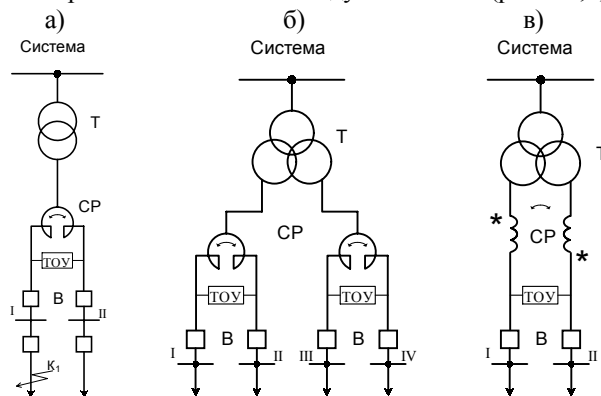 а) б) в)
Система Система Система
Т Т Т
СР СР СР
* *
ТОУ ТОУ ТОУ ТОУ
I В II I В II III В IV I В II
К₁